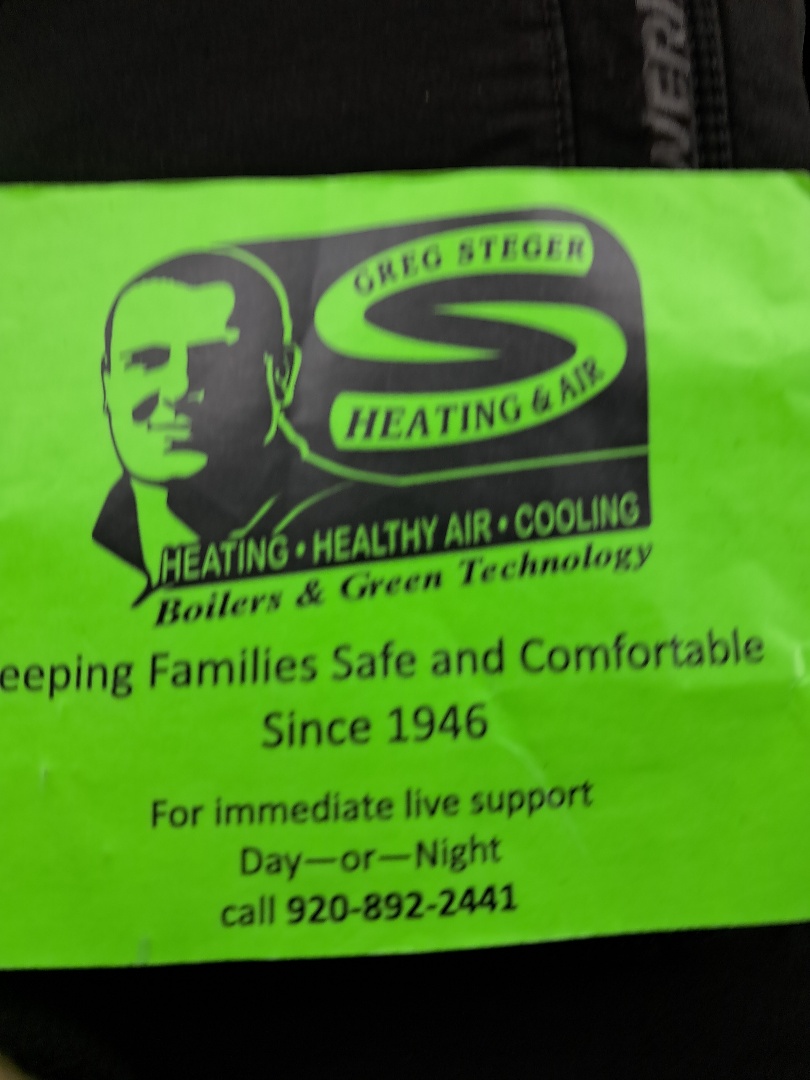 WERI
GREG STEGER
HEATING & AIR
HEATING • HEALTHY AIR • COOLING
Boilers & Green Technology
eeping Families Safe and Comfortable
Since 1946
For immediate live support
Day—or—Night
call 920-892-2441